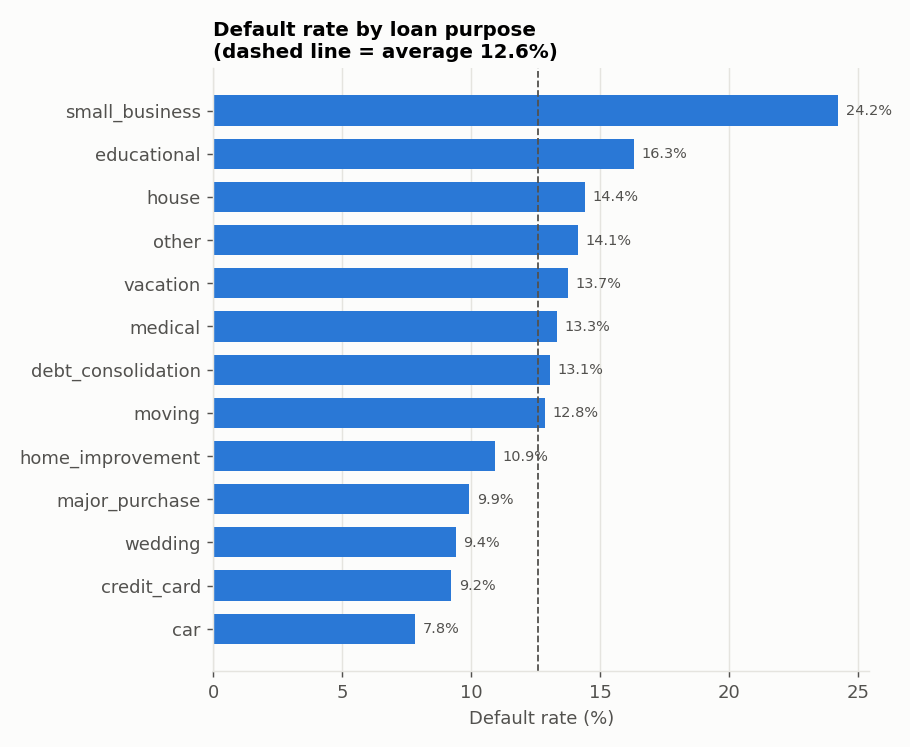 Default rate by loan purpose
(dashed line = average 12.6%)
small_business 24.2%
educational 16.3%
house 14.4%
other 14.1%
vacation 13.7%
medical 13.3%
debt_consolidation 13.1%
moving 12.8%
home_improvement 10.9%
major_purchase 9.9%
wedding 9.4%
credit_card 9.2%
car 7.8%
0 5 10 15 20 25
Default rate (%)